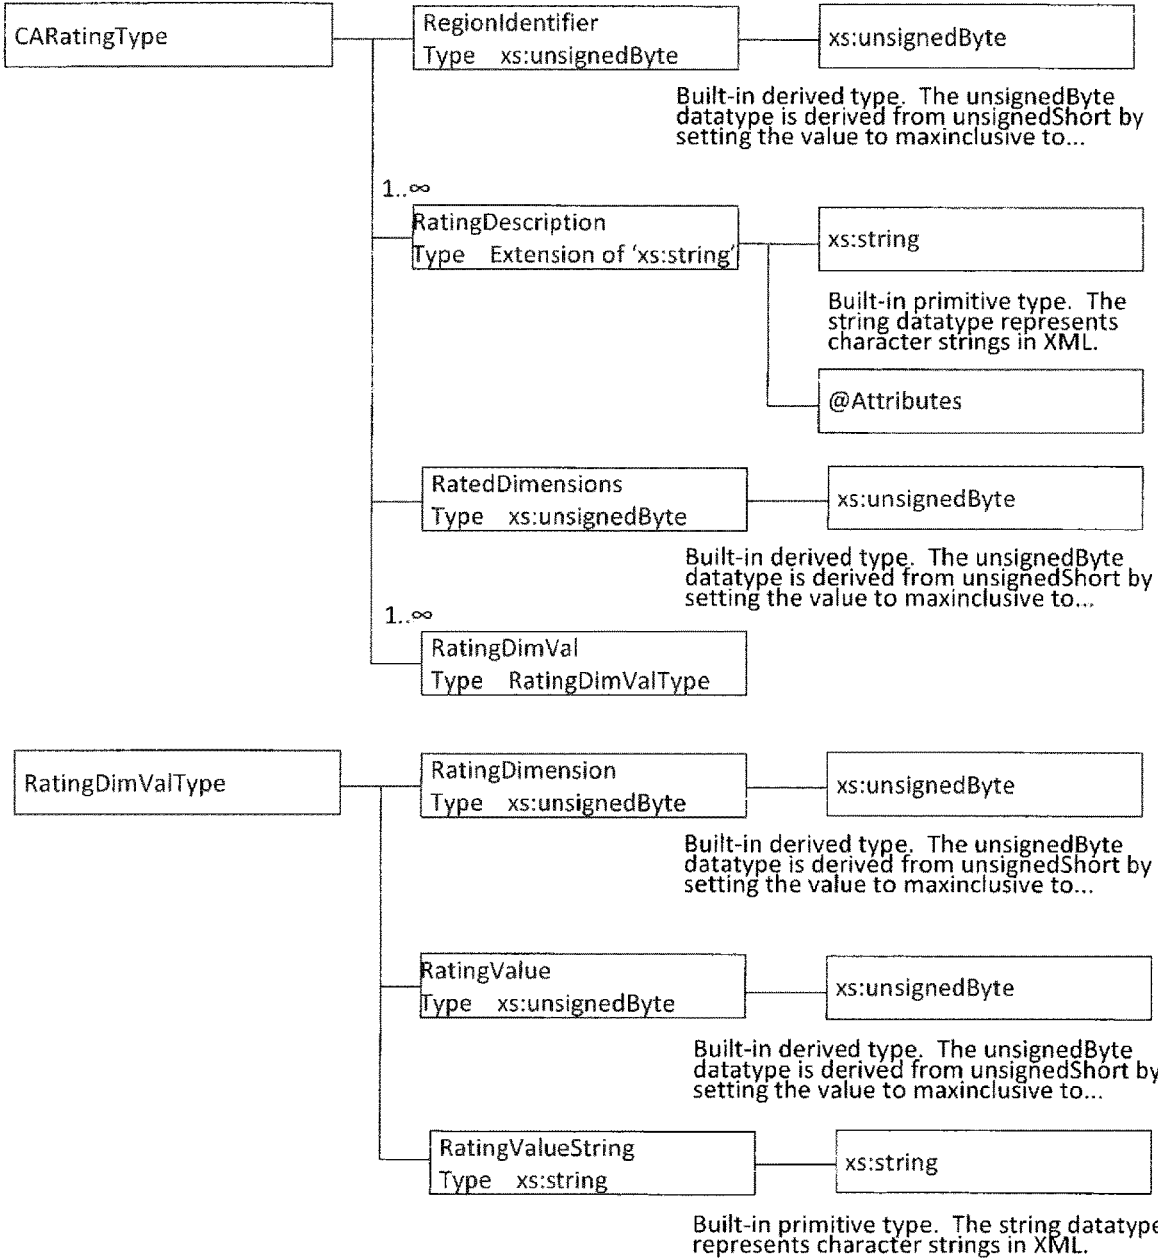 CARatingType
RegionIdentifier
Type xs:unsignedByte
xs:unsignedByte
Built-in derived type. The unsignedByte
datatype is derived from unsignedShort by
setting the value to maxinclusive to...
1..∞
RatingDescription
Type Extension of ‘xs:string’
xs:string
Built-in primitive type. The
string datatype represents
character strings in XML.
@Attributes
RatedDimensions
Type xs:unsignedByte
xs:unsignedByte
Built-in derived type. The unsignedByte
datatype is derived from unsignedShort by
setting the value to maxinclusive to...
1..∞
RatingDimVal
Type RatingDimValType
RatingDimValType
RatingDimension
Type xs:unsignedByte
xs:unsignedByte
Built-in derived type. The unsignedByte
datatype is derived from unsignedShort by
setting the value to maxinclusive to...
RatingValue
Type xs:unsignedByte
xs:unsignedByte
Built-in derived type. The unsignedByte
datatype is derived from unsignedShort by
setting the value to maxinclusive to...
RatingValueString
Type xs:string
xs:string
Built-in primitive type. The string datatype
represents character strings in XML.